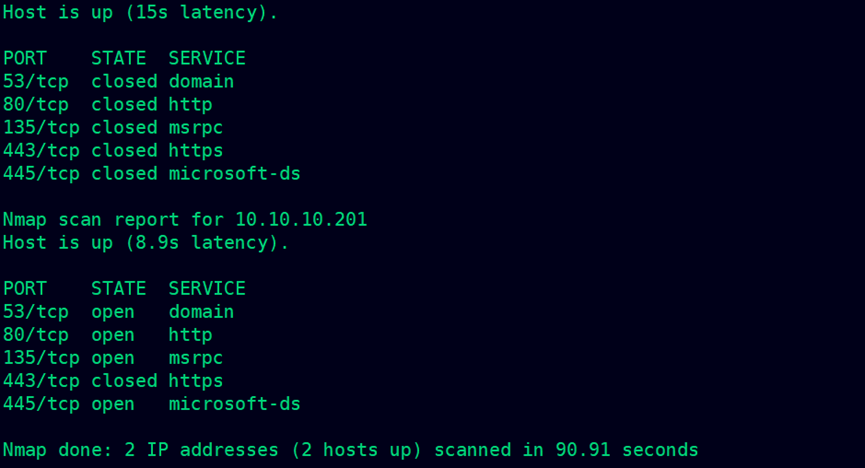 Host is up (15s latency).
PORT    STATE  SERVICE
53/tcp  closed domain
80/tcp  closed http
135/tcp closed msrpc
443/tcp closed https
445/tcp closed microsoft-ds
Nmap scan report for 10.10.10.201
Host is up (8.9s latency).
PORT    STATE  SERVICE
53/tcp  open   domain
80/tcp  open   http
135/tcp open   msrpc
443/tcp closed https
445/tcp open   microsoft-ds
Nmap done: 2 IP addresses (2 hosts up) scanned in 90.91 seconds